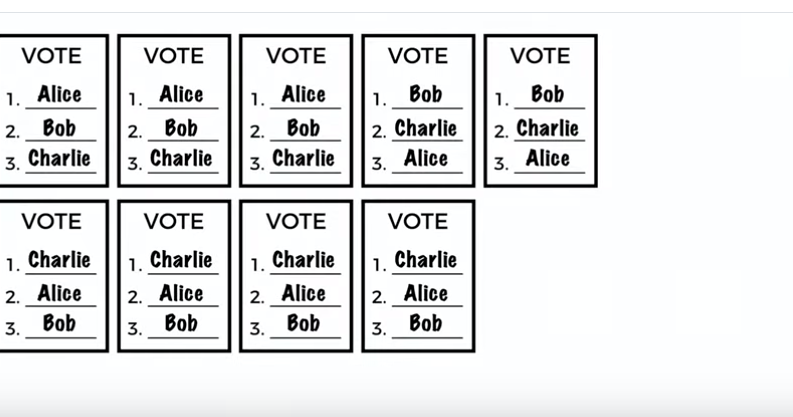 VOTE VOTE VOTE VOTE VOTE
1. Alice 1. Alice 1. Alice 1. Bob 1. Bob
2. Bob 2. Bob 2. Bob 2. Charlie 2. Charlie
3. Charlie 3. Charlie 3. Charlie 3. Alice 3. Alice
VOTE VOTE VOTE VOTE
1. Charlie 1. Charlie 1. Charlie 1. Charlie
2. Alice 2. Alice 2. Alice 2. Alice
3. Bob 3. Bob 3. Bob 3. Bob